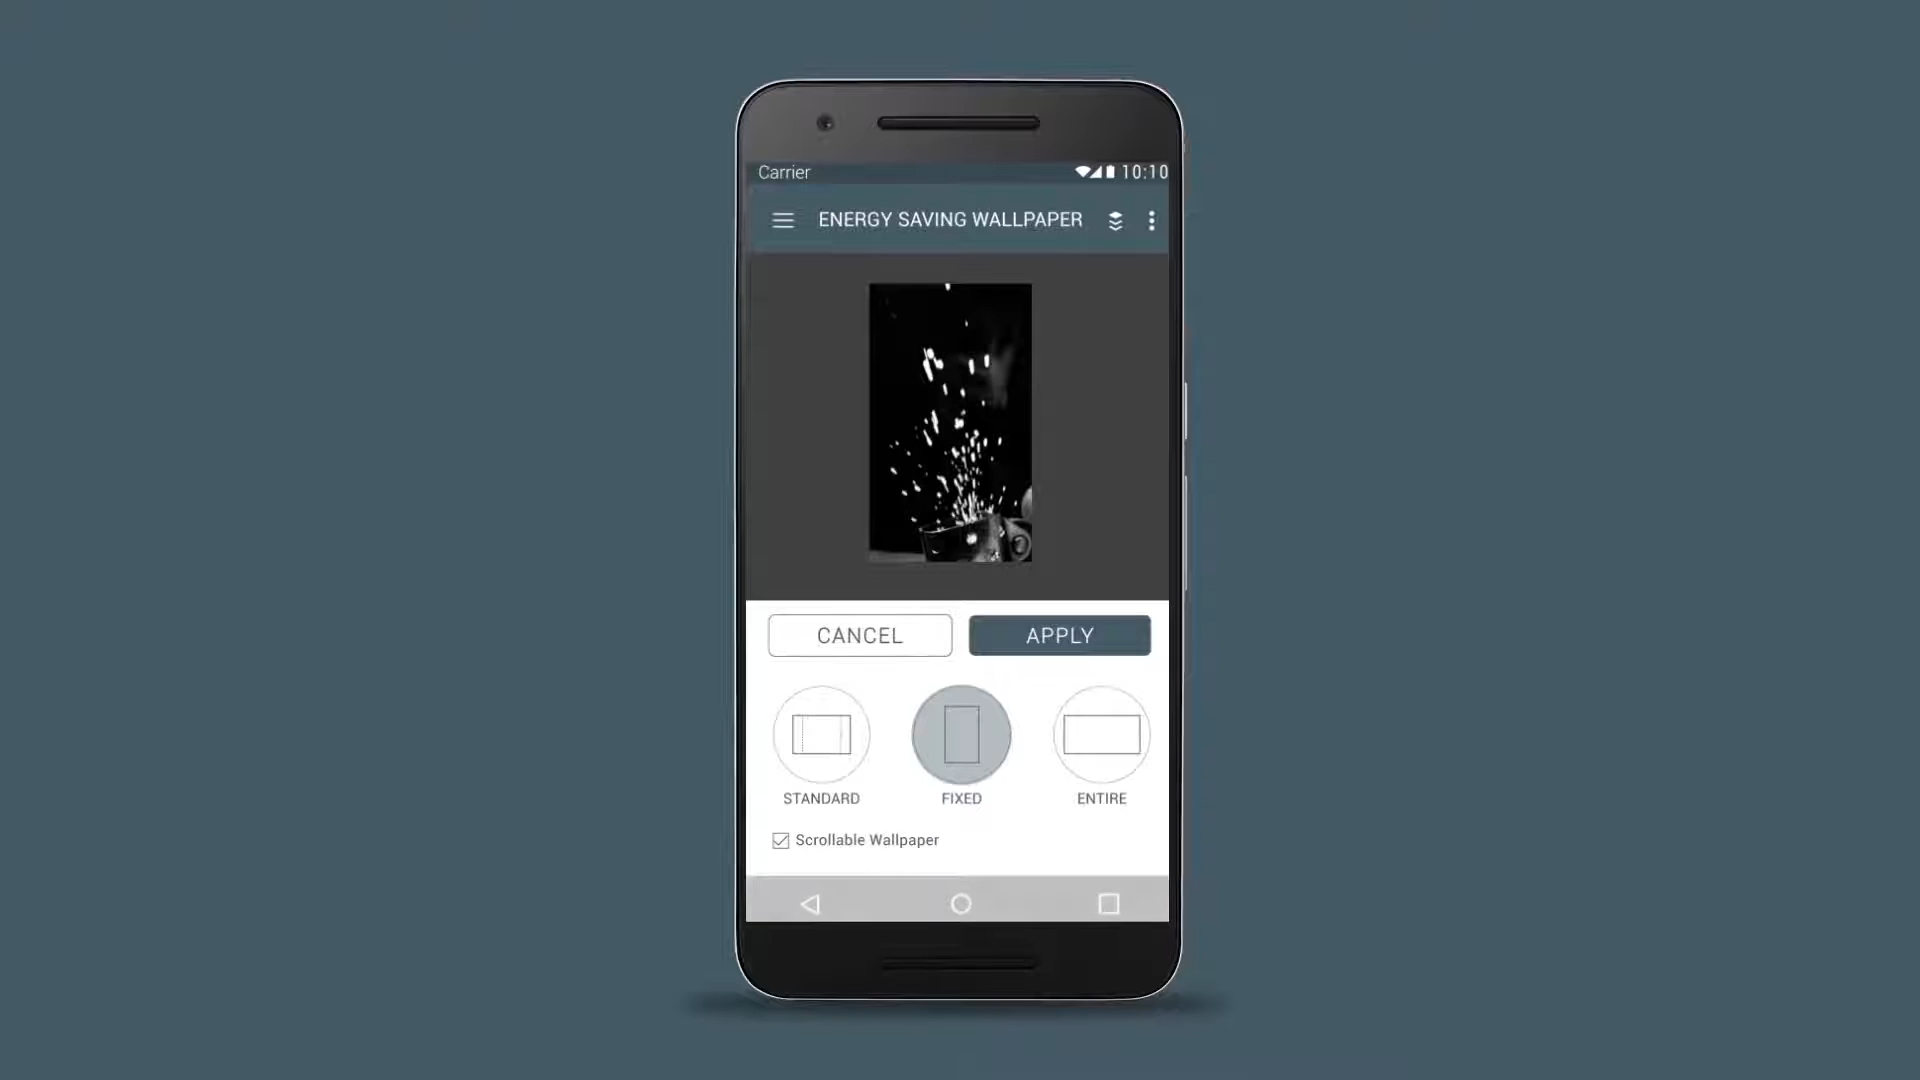 Carrier 10:10
ENERGY SAVING WALLPAPER
CANCEL APPLY
STANDARD FIXED ENTIRE
Scrollable Wallpaper